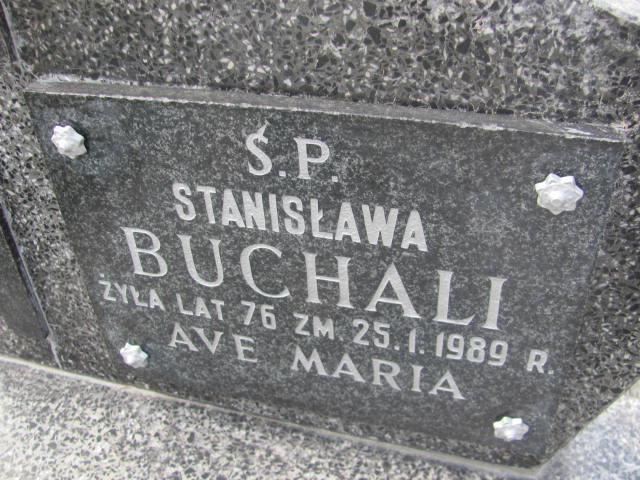 Ś.P.
STANISŁAWA
BUCHALI
ŻYŁA LAT 76 ZM. 25.1.1989 R.
AVE MARIA